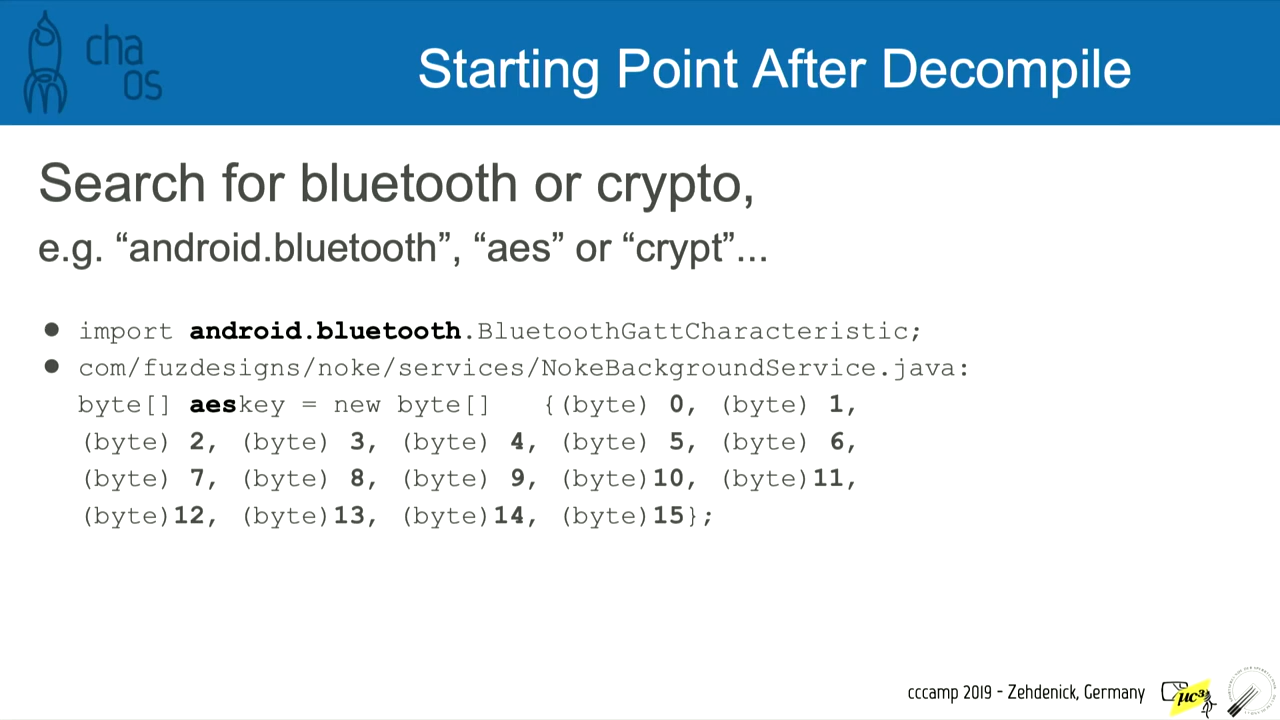 cha
os
Starting Point After Decompile
Search for bluetooth or crypto,
e.g. “android.bluetooth”, “aes” or “crypt”...
● import android.bluetooth.BluetoothGattCharacteristic;
● com/fuzdesigns/noke/services/NokeBackgroundService.java:
byte[] aeskey = new byte[] {(byte) 0, (byte) 1,
(byte) 2, (byte) 3, (byte) 4, (byte) 5, (byte) 6,
(byte) 7, (byte) 8, (byte) 9, (byte)10, (byte)11,
(byte)12, (byte)13, (byte)14, (byte)15};
cccamp 2019 - Zehdenick, Germany
μc³